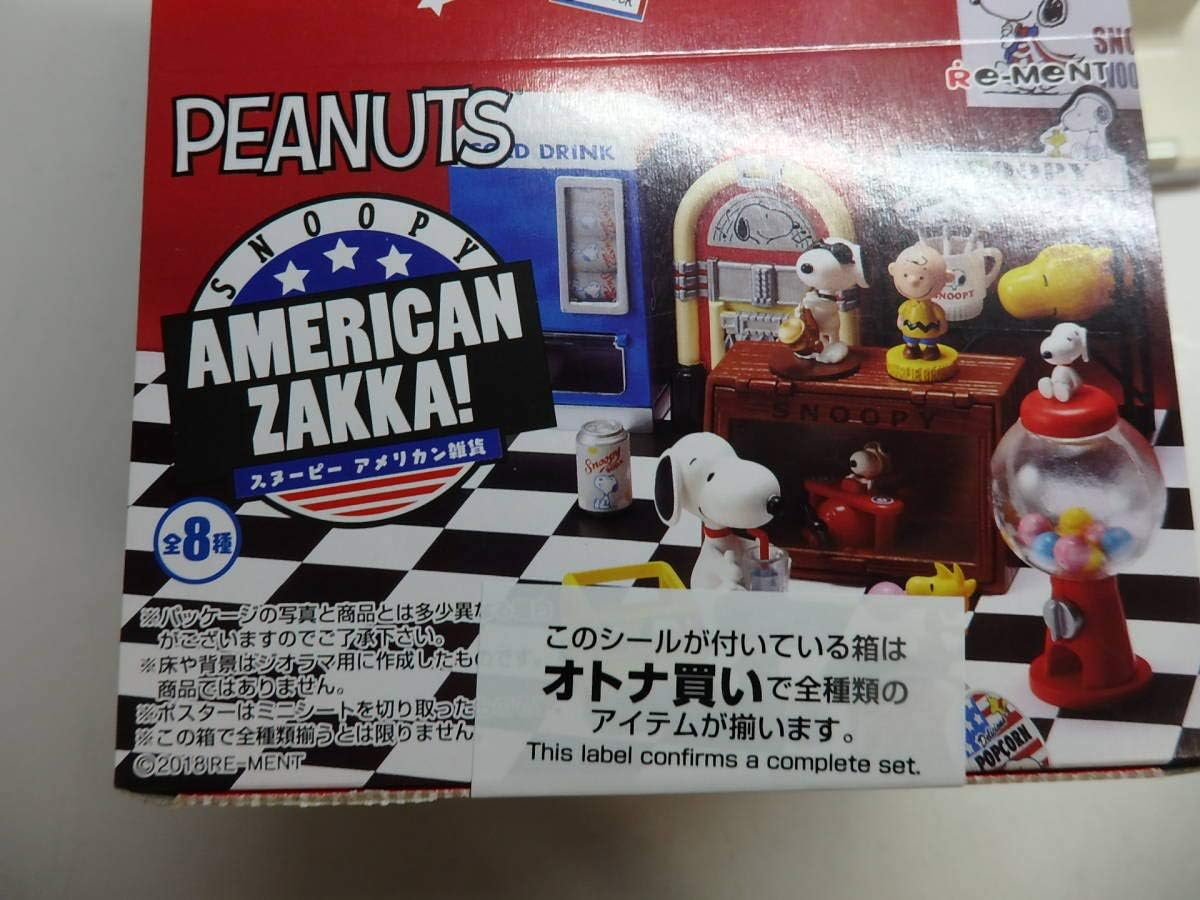 Re-MeNT
PEANUTS
COLD DRINK
SNOOPY
AMERICAN
ZAKKA!
スヌーピー アメリカン雑貨
全8種
SNOOPY
SNOOPY
Snoopy
※パッケージの写真と商品とは多少異な
がございますのでご了承下さい。
※床や背景はジオラマ用に作成したもの
商品ではありません。
※ポスターはミニシートを切り取った
※この箱で全種類揃うとは限りません
©2018 RE-MENT
このシールが付いている箱は
オトナ買いで全種類の
アイテムが揃います。
This label confirms a complete set.
Delicious!
POPCORN